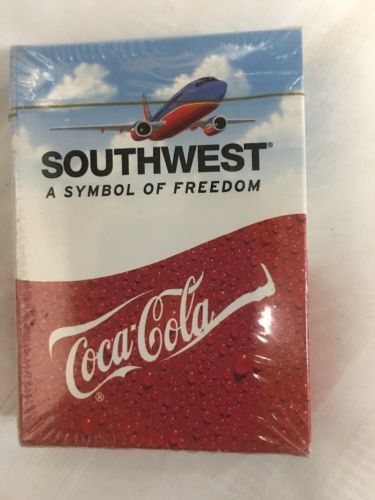 SOUTHWEST®
A SYMBOL OF FREEDOM
Coca-Cola
®